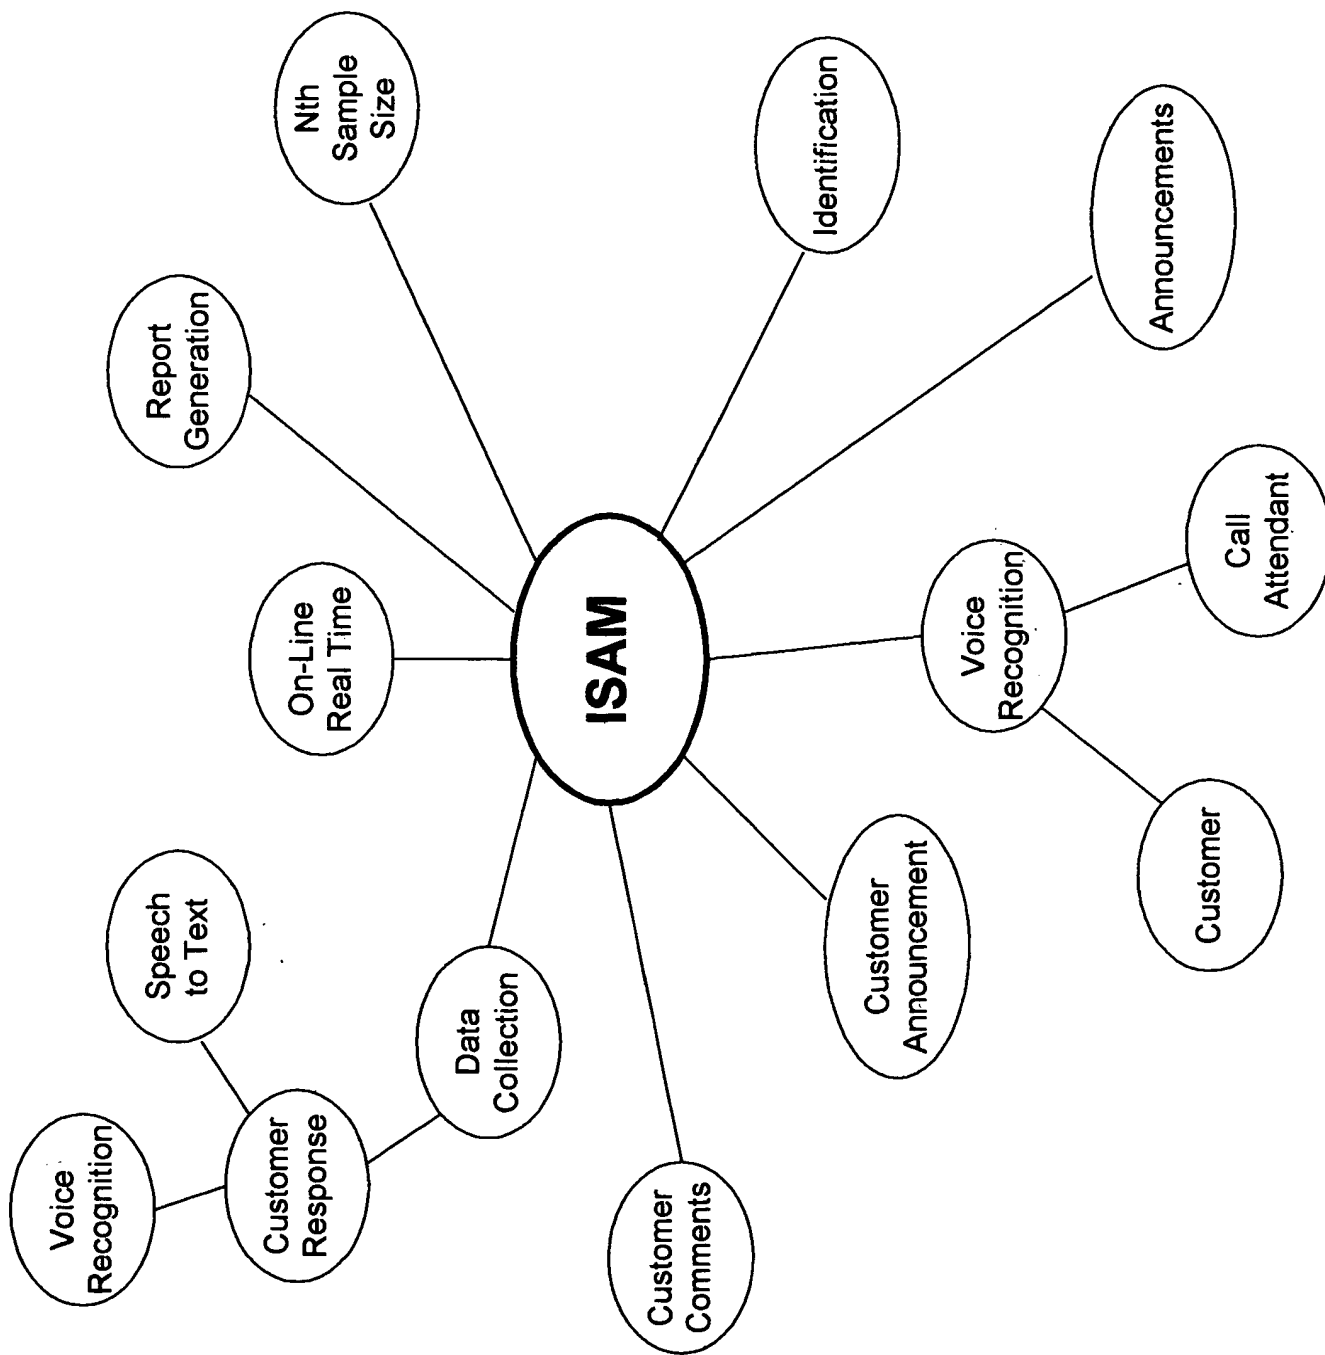 Voice
Recognition
Speech
to Text
Customer
Response
Data
Collection
On-Line
Real Time
Report
Generation
Nth
Sample
Size
ISAM
Customer
Comments
Customer
Announcement
Voice
Recognition
Customer
Call
Attendant
Identification
Announcements